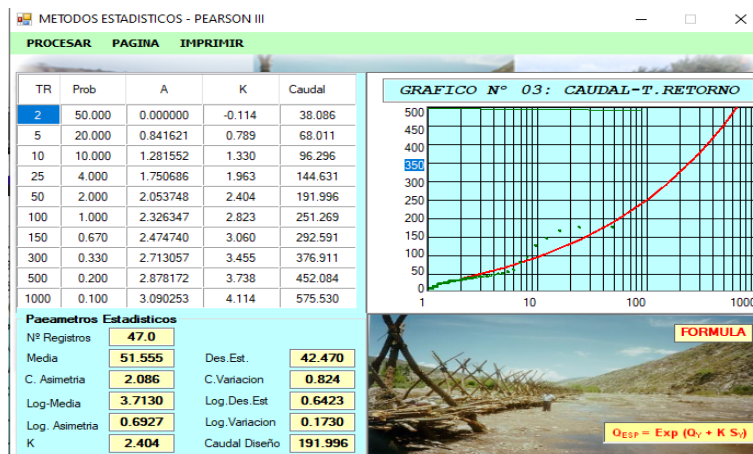 METODOS ESTADISTICOS - PEARSON III
PROCESAR PAGINA IMPRIMIR
TR Prob A K Caudal
2 50.000 0.000000 -0.114 38.086
5 20.000 0.841621 0.789 68.011
10 10.000 1.281552 1.330 96.296
25 4.000 1.750686 1.963 144.631
50 2.000 2.053748 2.404 191.996
100 1.000 2.326347 2.823 251.269
150 0.670 2.474740 3.060 292.591
300 0.330 2.713057 3.455 376.911
500 0.200 2.878172 3.738 452.084
1000 0.100 3.090253 4.114 575.530
GRAFICO Nº 03: CAUDAL-T.RETORNO
500
450
400
350
300
250
200
150
100
50
0
1 10 100 1000
Paeametros Estadisticos
Nº Registros 47.0
Media 51.555 Des.Est. 42.470
C. Asimetria 2.086 C.Variacion 0.824
Log-Media 3.7130 Log.Des.Est 0.6423
Log. Asimetria 0.6927 Log.Variacion 0.1730
K 2.404 Caudal Diseño 191.996
FORMULA
Q_ESP = Exp (Q_Y + K S_Y)